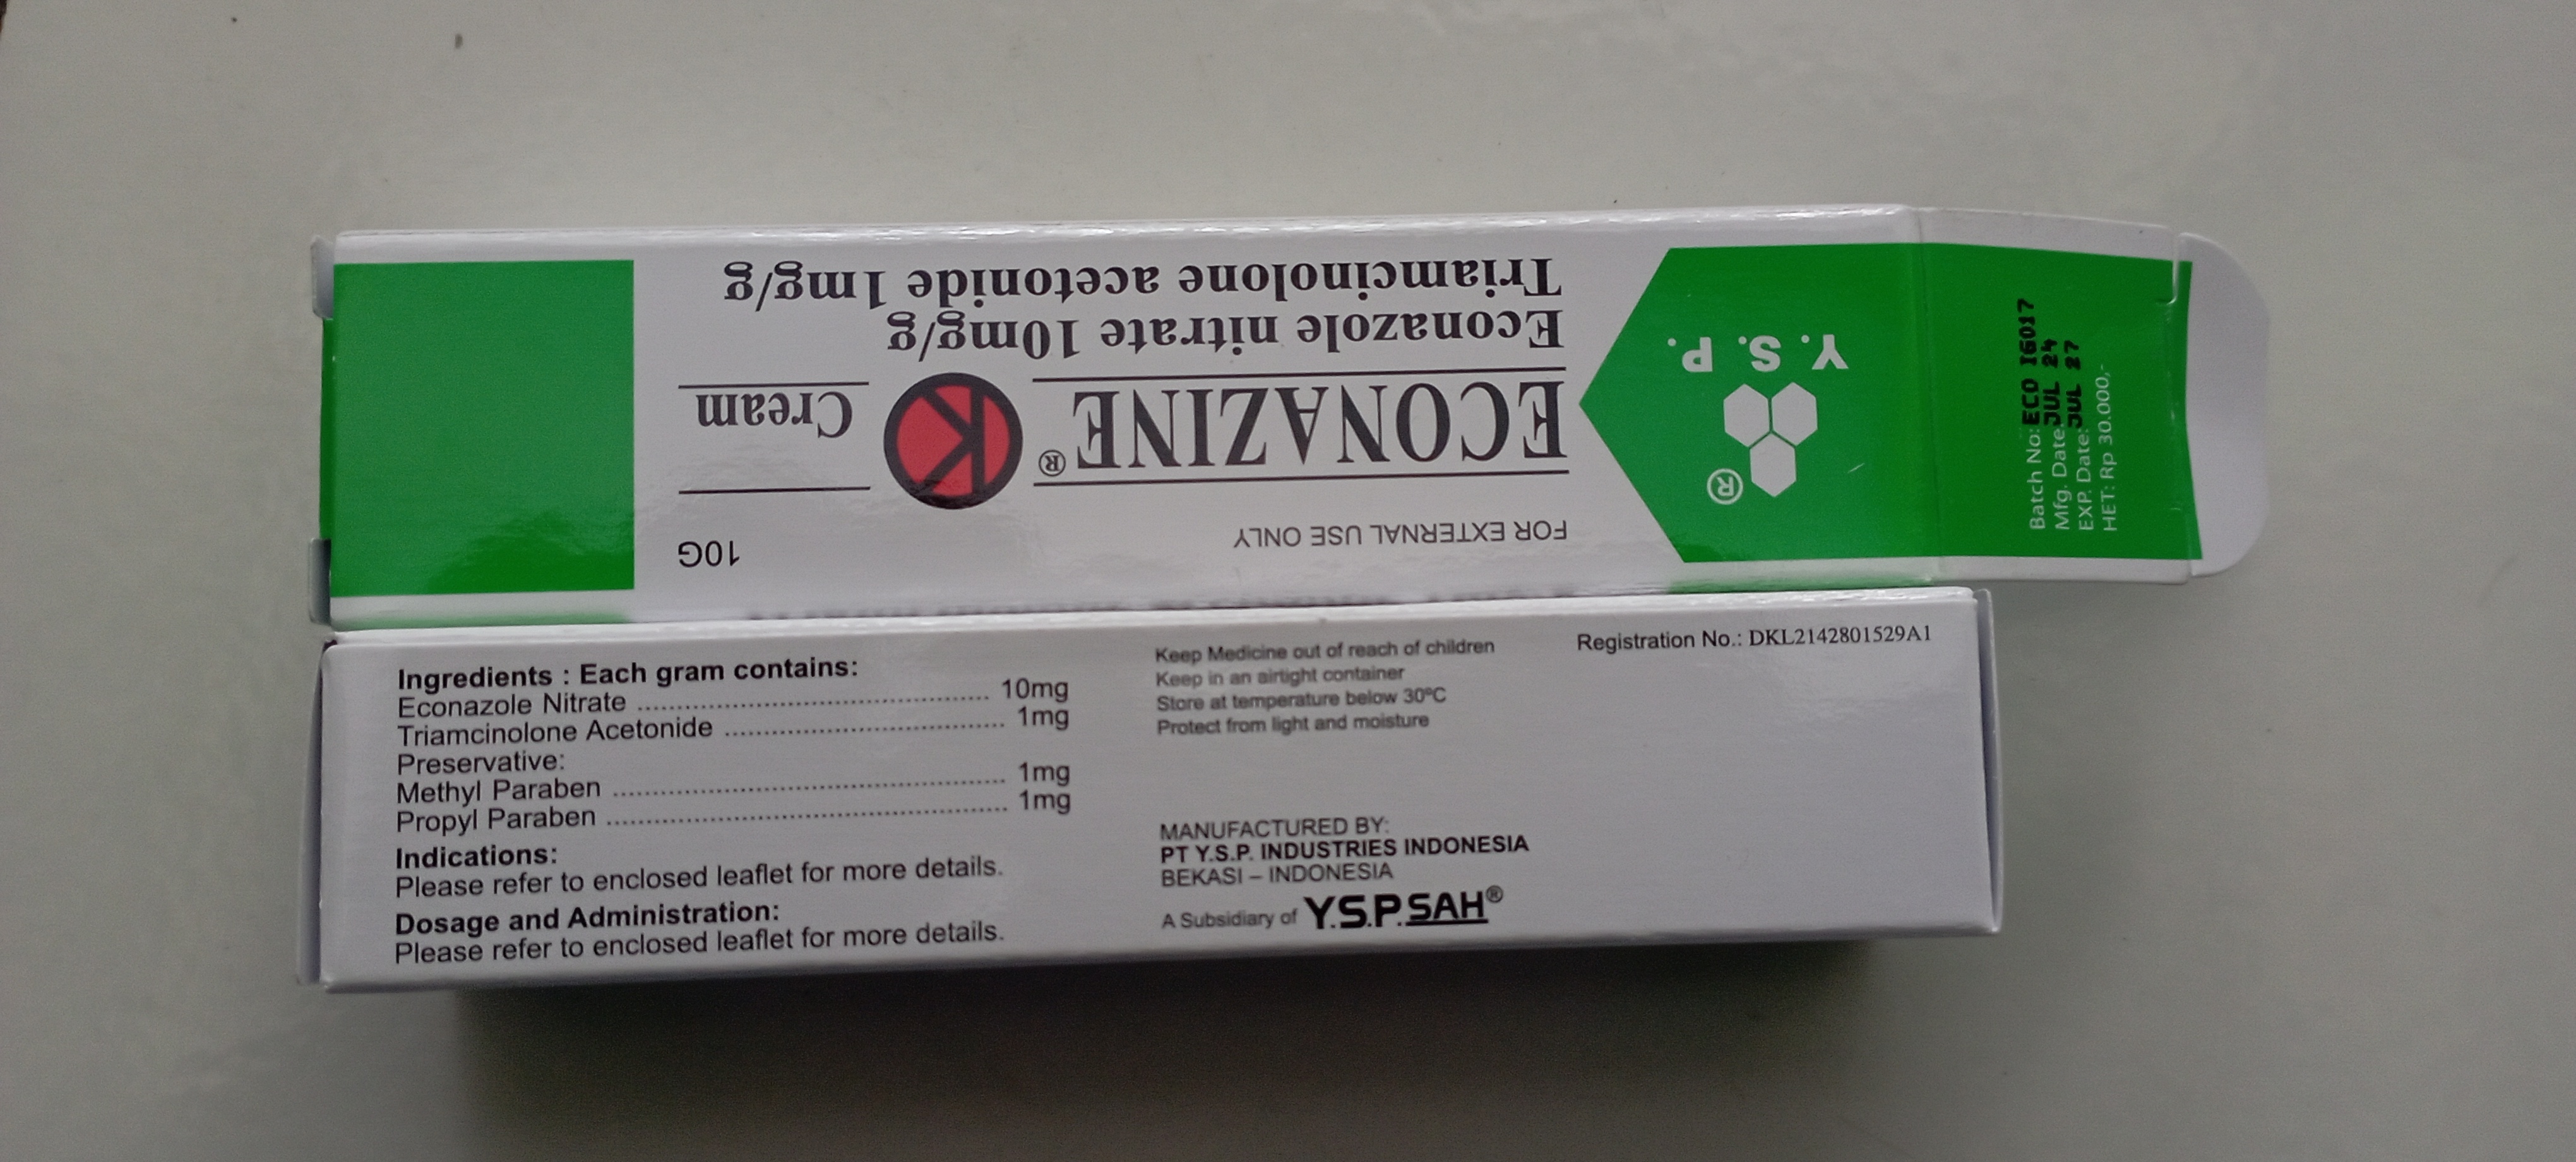 Batch No: ECO I6017
Mfg. Date: JUL 24
EXP. Date: JUL 27
HET: Rp 30.000,-
Y. S. P.
®
FOR EXTERNAL USE ONLY
10G
ECONAZINE® K Cream
Econazole nitrate 10mg/g
Triamcinolone acetonide 1mg/g
Ingredients : Each gram contains:
Econazole Nitrate ........................................ 10mg
Triamcinolone Acetonide ........................... 1mg
Preservative:
Methyl Paraben ........................................ 1mg
Propyl Paraben ........................................ 1mg
Indications:
Please refer to enclosed leaflet for more details.
Dosage and Administration:
Please refer to enclosed leaflet for more details.
Keep Medicine out of reach of children
Keep in an airtight container
Store at temperature below 30ºC
Protect from light and moisture
MANUFACTURED BY:
PT Y.S.P. INDUSTRIES INDONESIA
BEKASI – INDONESIA
A Subsidiary of Y.S.P.SAH®
Registration No.: DKL2142801529A1